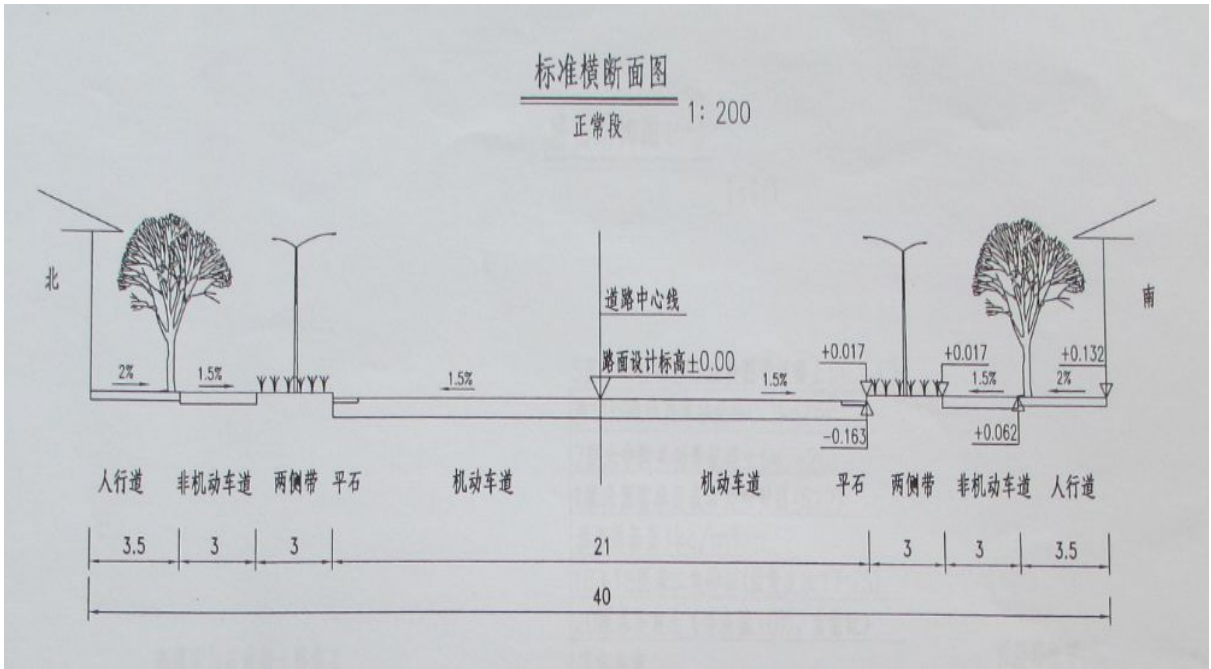 标准横断面图
正常段
1: 200
北
南
道路中心线
路面设计标高±0.00
+0.017
+0.017
+0.132
2%
1.5%
1.5%
1.5%
1.5%
2%
-0.163
+0.062
人行道 非机动车道 两侧带 平石 机动车道 机动车道 平石 两侧带 非机动车道 人行道
3.5 3 3 21 3 3 3.5
40